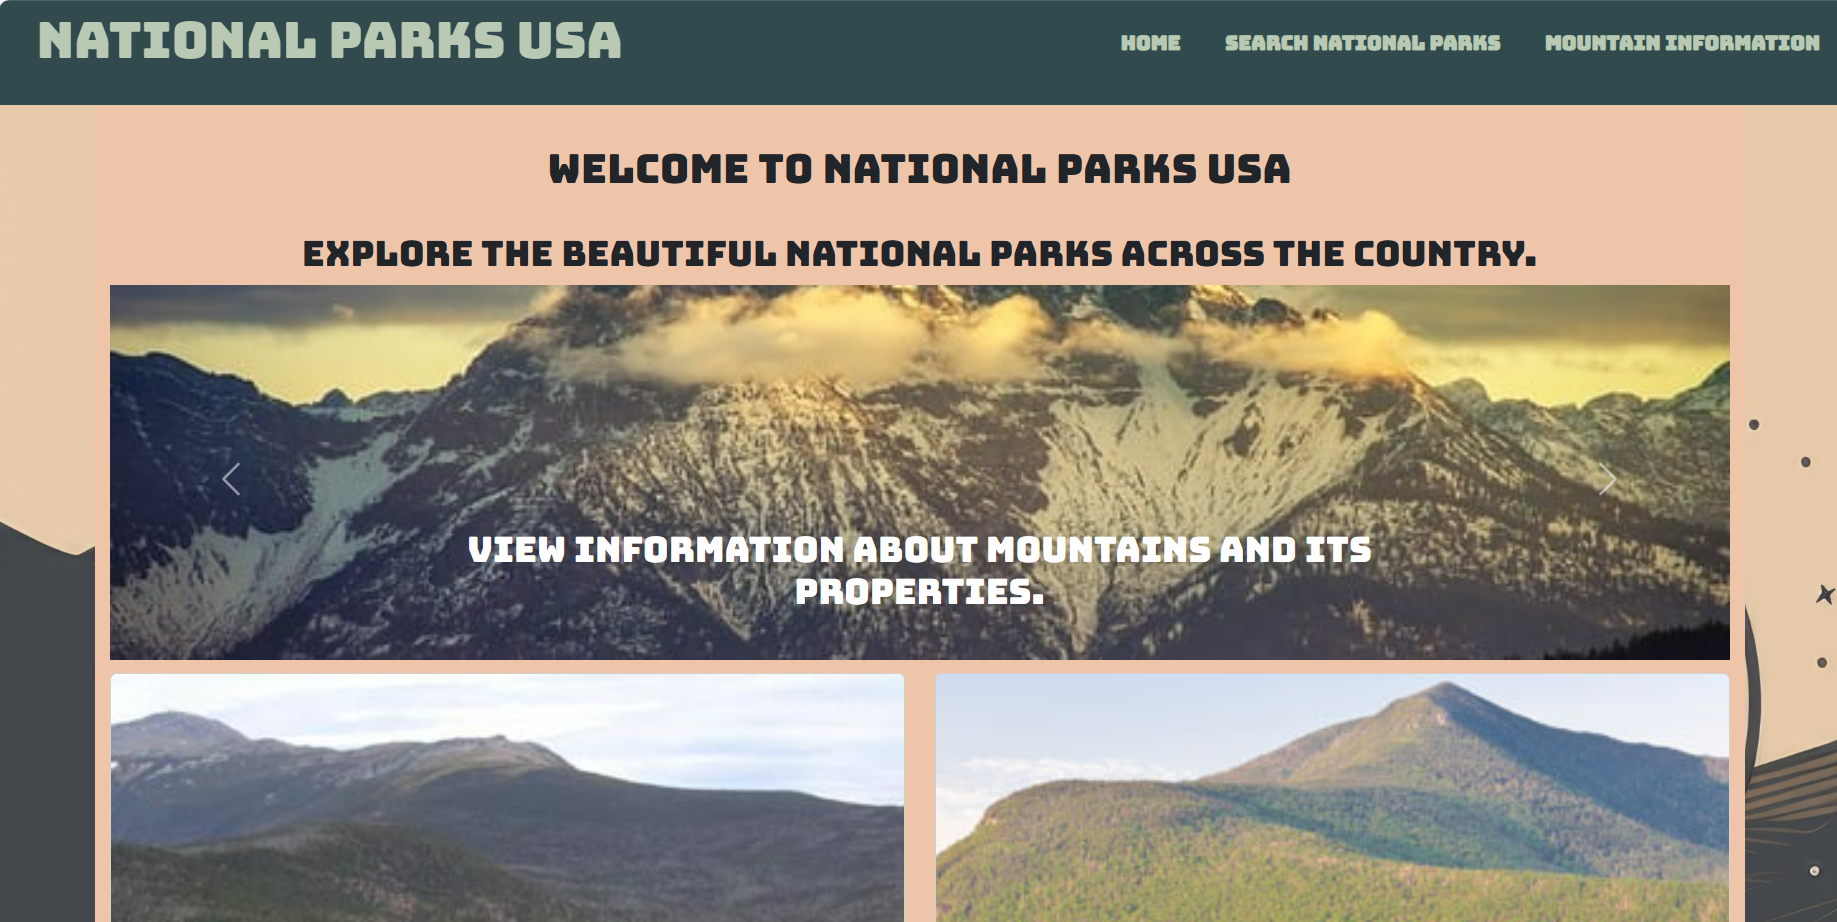 NATIONAL PARKS USA
HOME SEARCH NATIONAL PARKS MOUNTAIN INFORMATION
WELCOME TO NATIONAL PARKS USA
EXPLORE THE BEAUTIFUL NATIONAL PARKS ACROSS THE COUNTRY.
VIEW INFORMATION ABOUT MOUNTAINS AND ITS
PROPERTIES.